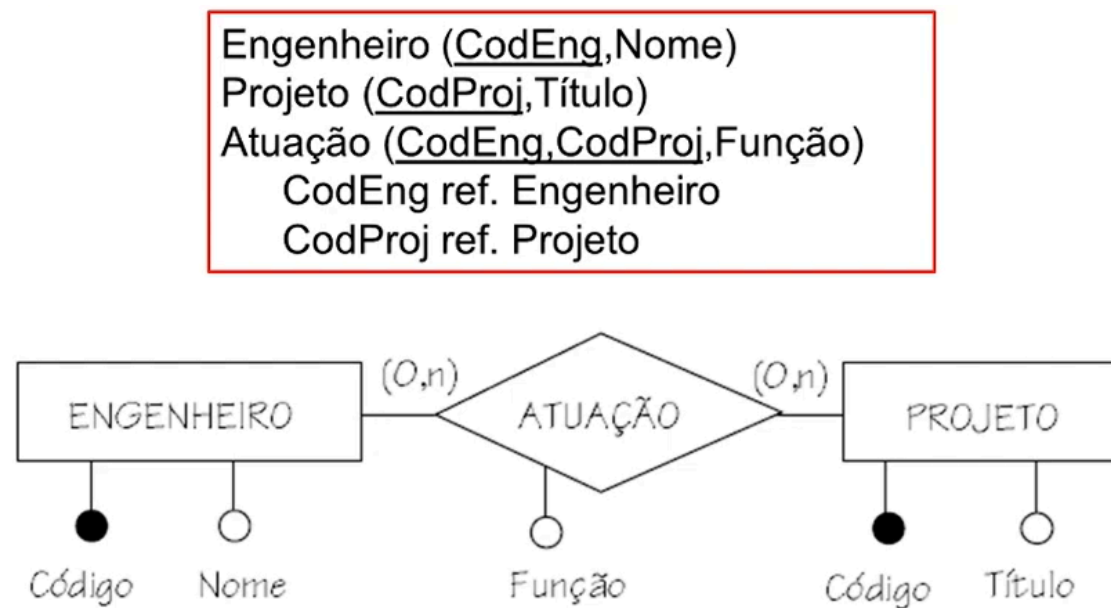 Engenheiro (CodEng,Nome)
Projeto (CodProj,Título)
Atuação (CodEng,CodProj,Função)
CodEng ref. Engenheiro
CodProj ref. Projeto
(0,n) (0,n)
ENGENHEIRO ATUAÇÃO PROJETO
Código Nome Função Código Título